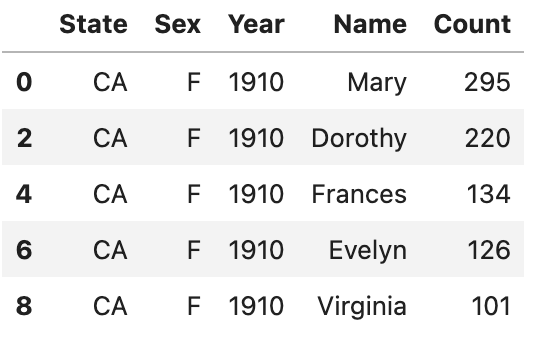 State Sex Year Name Count
0 CA F 1910 Mary 295
2 CA F 1910 Dorothy 220
4 CA F 1910 Frances 134
6 CA F 1910 Evelyn 126
8 CA F 1910 Virginia 101